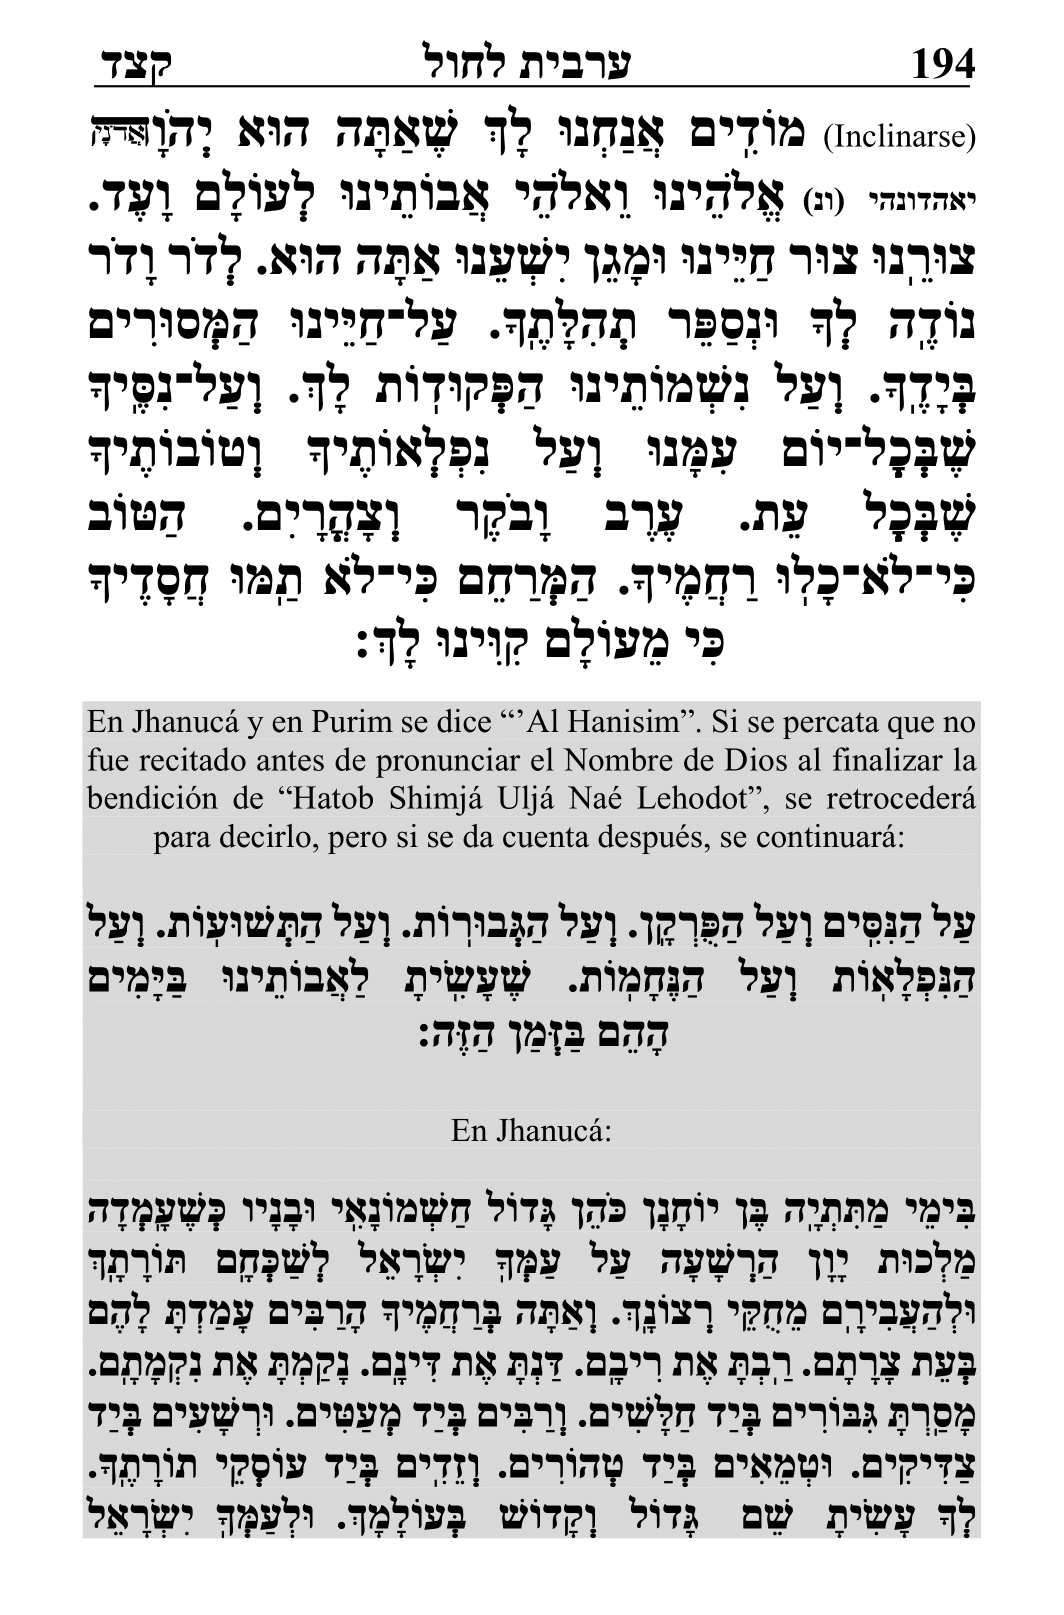 194 ערבית לחול קצד
(Inclinarse) מוֹדִים אֲנַחְנוּ לָךְ שֶׁאַתָּה הוּא יְהֹוָה אֲדֹנָי
יאהדונהי (ונ) אֱלֹהֵינוּ וֵאלֹהֵי אֲבוֹתֵינוּ לְעוֹלָם וָעֶד.
צוּרֵנוּ צוּר חַיֵּינוּ וּמָגֵן יִשְׁעֵנוּ אַתָּה הוּא. לְדֹר וָדֹר
נוֹדֶה לְךָ וּנְסַפֵּר תְּהִלָּתֶךָ. עַל־חַיֵּינוּ הַמְּסוּרִים
בְּיָדֶךָ. וְעַל נִשְׁמוֹתֵינוּ הַפְּקוּדוֹת לָךְ. וְעַל־נִסֶּיךָ
שֶׁבְּכָל־יוֹם עִמָּנוּ וְעַל נִפְלְאוֹתֶיךָ וְטוֹבוֹתֶיךָ
שֶׁבְּכָל עֵת. עֶרֶב וָבֹקֶר וְצָהֳרָיִם. הַטּוֹב
כִּי־לֹא־כָלוּ רַחֲמֶיךָ. הַמְּרַחֵם כִּי־לֹא תַמּוּ חֲסָדֶיךָ
כִּי מֵעוֹלָם קִוִּינוּ לָךְ:
En Jhanucá y en Purim se dice “’Al Hanisim”. Si se percata que no
fue recitado antes de pronunciar el Nombre de Dios al finalizar la
bendición de “Hatob Shimjá Uljá Naé Lehodot”, se retrocederá
para decirlo, pero si se da cuenta después, se continuará:
עַל הַנִּסִּים וְעַל הַפֻּרְקָן. וְעַל הַגְּבוּרוֹת. וְעַל הַתְּשׁוּעוֹת. וְעַל
הַנִּפְלָאוֹת וְעַל הַנֶּחָמוֹת. שֶׁעָשִׂיתָ לַאֲבוֹתֵינוּ בַּיָּמִים
הָהֵם בַּזְּמַן הַזֶּה:
En Jhanucá:
בִּימֵי מַתִּתְיָה בֶּן יוֹחָנָן כֹּהֵן גָּדוֹל חַשְׁמוֹנָאִי וּבָנָיו כְּשֶׁעָמְדָה
מַלְכוּת יָוָן הָרְשָׁעָה עַל עַמְּךָ יִשְׂרָאֵל לְשַׁכְּחָם תּוֹרָתָךְ
וּלְהַעֲבִירָם מֵחֻקֵּי רְצוֹנָךְ. וְאַתָּה בְּרַחֲמֶיךָ הָרַבִּים עָמַדְתָּ לָהֶם
בְּעֵת צָרָתָם. רַבְתָּ אֶת רִיבָם. דַּנְתָּ אֶת דִּינָם. נָקַמְתָּ אֶת נִקְמָתָם.
מָסַרְתָּ גִּבּוֹרִים בְּיַד חַלָּשִׁים. וְרַבִּים בְּיַד מְעַטִּים. וּרְשָׁעִים בְּיַד
צַדִּיקִים. וּטְמֵאִים בְּיַד טְהוֹרִים. וְזֵדִים בְּיַד עוֹסְקֵי תוֹרָתֶךָ.
לְךָ עָשִׂיתָ שֵׁם גָּדוֹל וְקָדוֹשׁ בְּעוֹלָמָךְ. וּלְעַמְּךָ יִשְׂרָאֵל